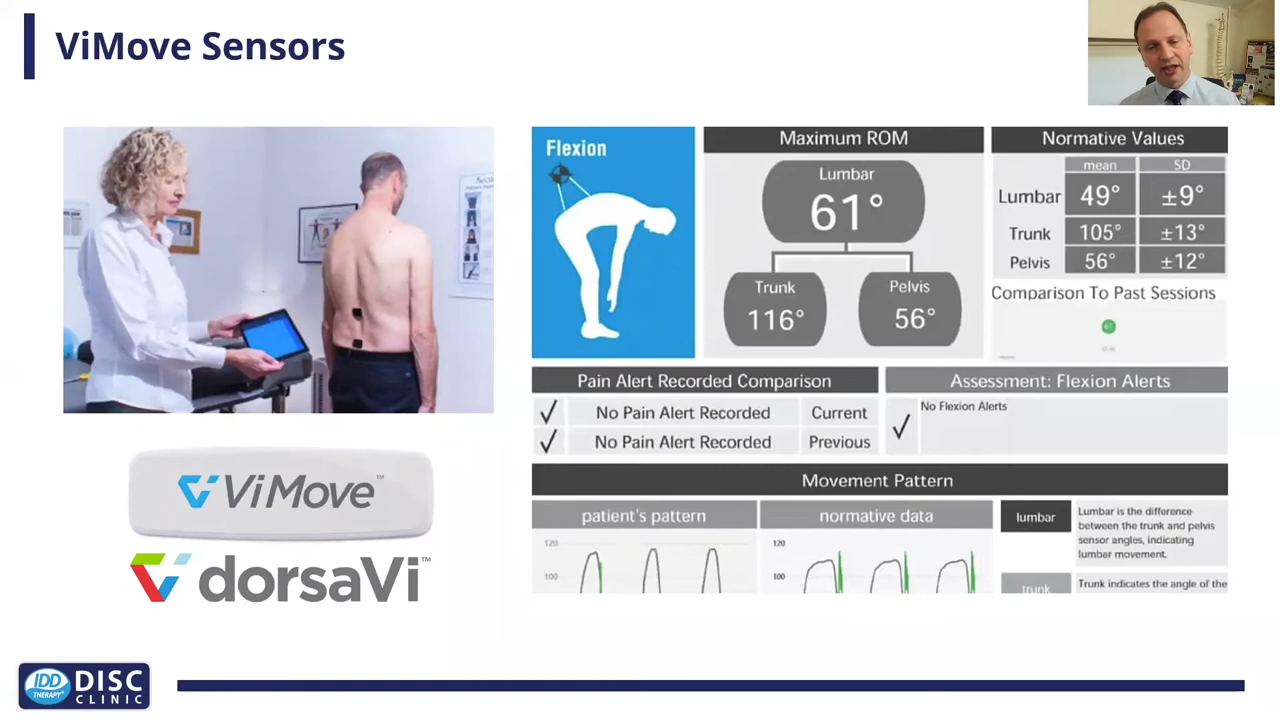 ViMove Sensors
ViMove™
dorsaVi™
Flexion
Maximum ROM
Lumbar
61°
Trunk
116°
Pelvis
56°
Normative Values
mean SD
Lumbar 49° ±9°
Trunk 105° ±13°
Pelvis 56° ±12°
Comparison To Past Sessions
Pain Alert Recorded Comparison
✓ No Pain Alert Recorded Current
✓ No Pain Alert Recorded Previous
Assessment: Flexion Alerts
✓ No Flexion Alerts
Movement Pattern
patient's pattern
120
100
normative data
120
100
lumbar
Lumbar is the difference
between the trunk and pelvis
sensor angles, indicating
lumbar movement.
trunk
Trunk indicates the angle of the
IDD
THERAPY
DISC
CLINIC